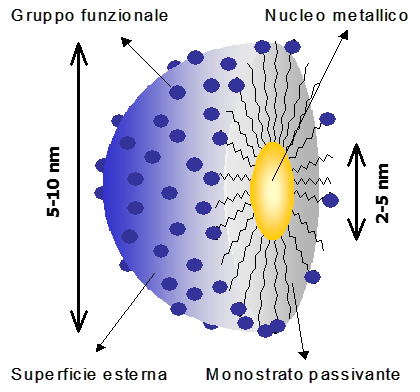 Gruppo funzionale
Nucleo metallico
5-10 nm
2-5 nm
Superficie esterna
Monostrato passivante